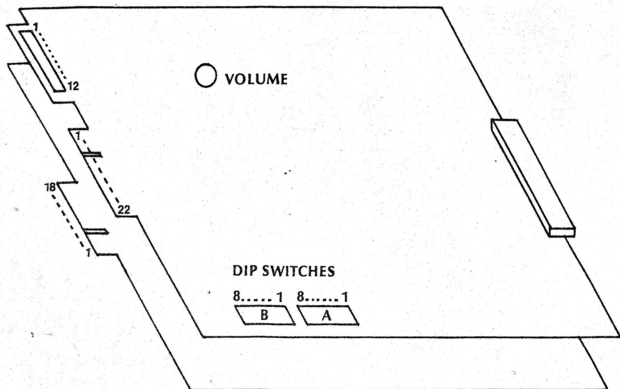 1
12
VOLUME
1
18
22
1
DIP SWITCHES
8.....1 8......1
B A